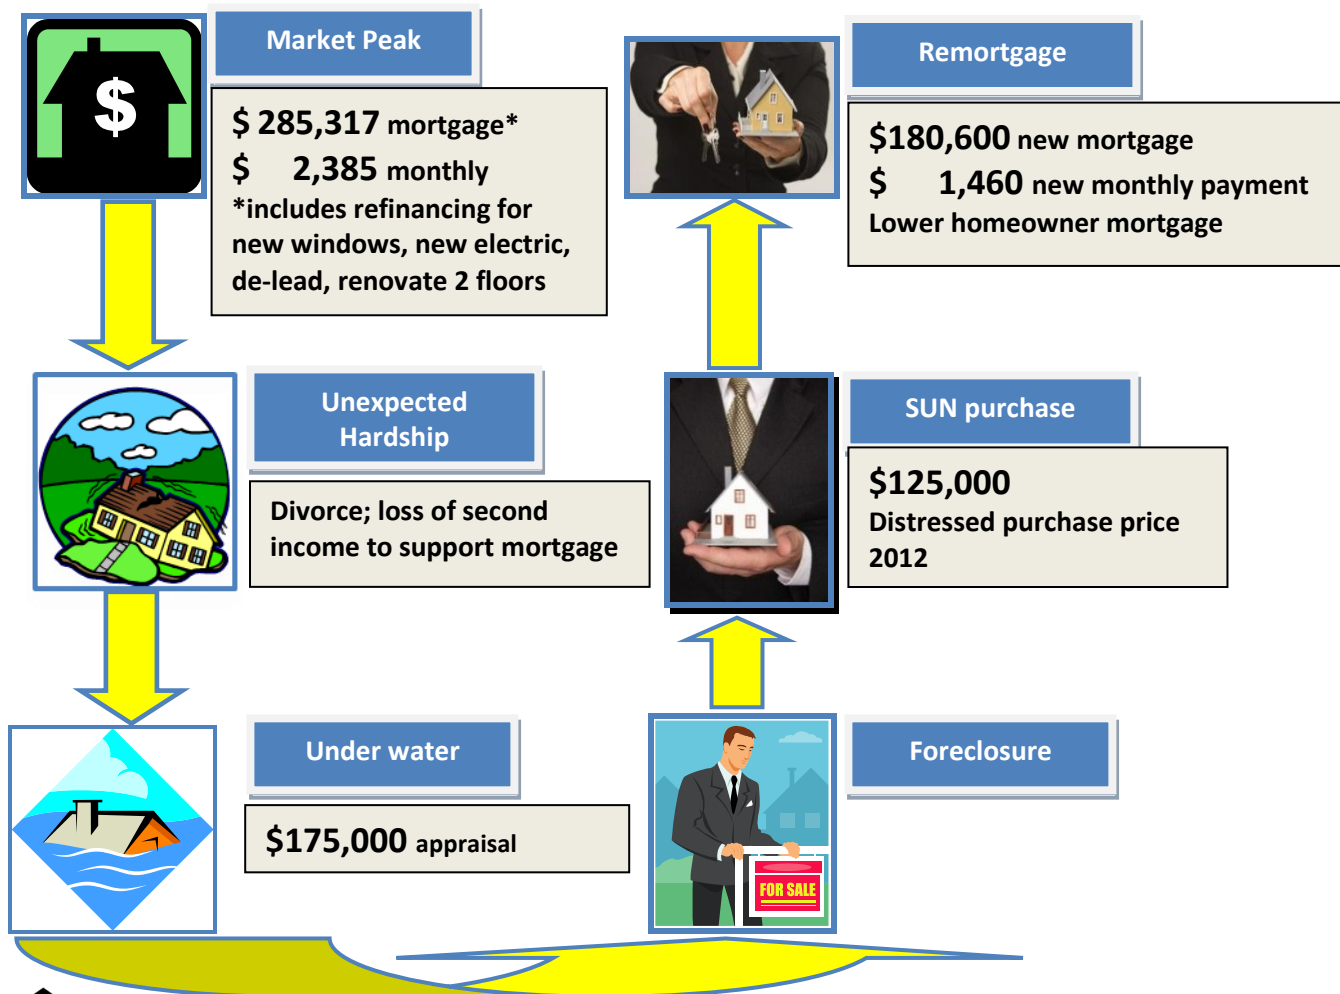 Market Peak
$ 285,317 mortgage*
$ 2,385 monthly
*includes refinancing for
new windows, new electric,
de-lead, renovate 2 floors
Unexpected
Hardship
Divorce; loss of second
income to support mortgage
Under water
$175,000 appraisal
Foreclosure
FOR SALE
SUN purchase
$125,000
Distressed purchase price
2012
Remortgage
$180,600 new mortgage
$ 1,460 new monthly payment
Lower homeowner mortgage
$